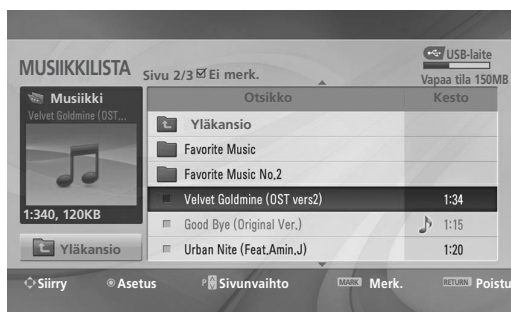 MUSIIKKILISTA
Sivu 2/3 Ei merk.
USB-laite
Vapaa tila 150MB
Musiikki
Velvet Goldmine (OST...
1:340, 120KB
Yläkansio
Otsikko Kesto
Yläkansio
Favorite Music
Favorite Music No.2
Velvet Goldmine (OST vers2) 1:34
Good Bye (Original Ver.) 1:15
Urban Nite (Feat.Amin.J) 1:20
Siirry Asetus P Sivunvaihto MARK Merk. RETURN Poistu